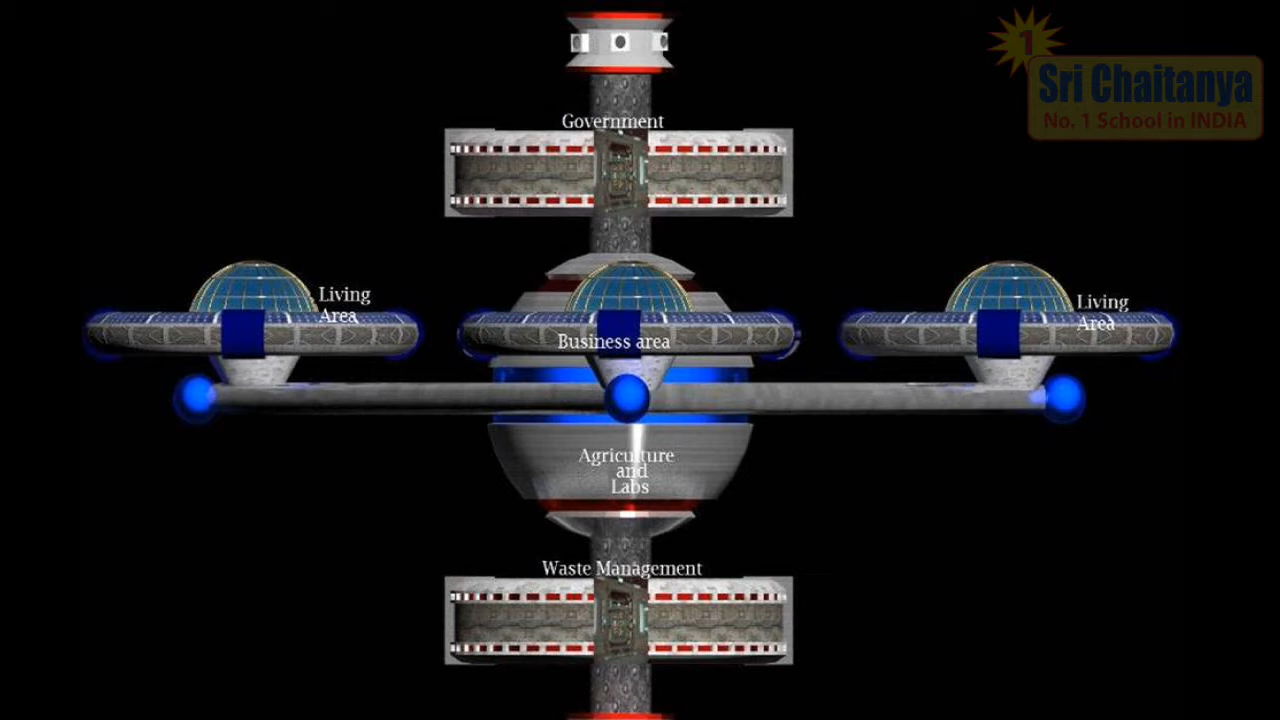 1
Sri Chaitanya
No. 1 School in INDIA
Government
Living
Area
Living
Area
Business area
Agriculture
and
Labs
Waste Management